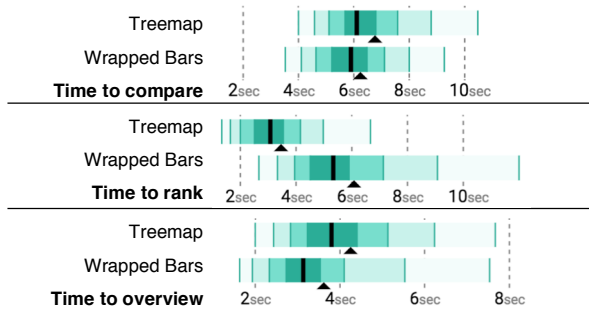 Treemap
Wrapped Bars
Time to compare 2sec 4sec 6sec 8sec 10sec
Treemap
Wrapped Bars
Time to rank 2sec 4sec 6sec 8sec 10sec
Treemap
Wrapped Bars
Time to overview 2sec 4sec 6sec 8sec